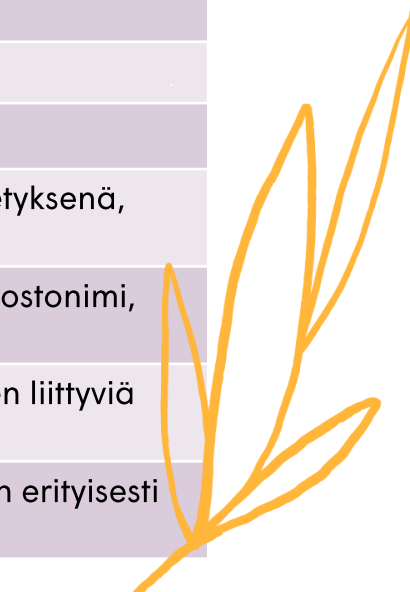 etyksenä,
ostonimi,
n liittyviä
n erityisesti